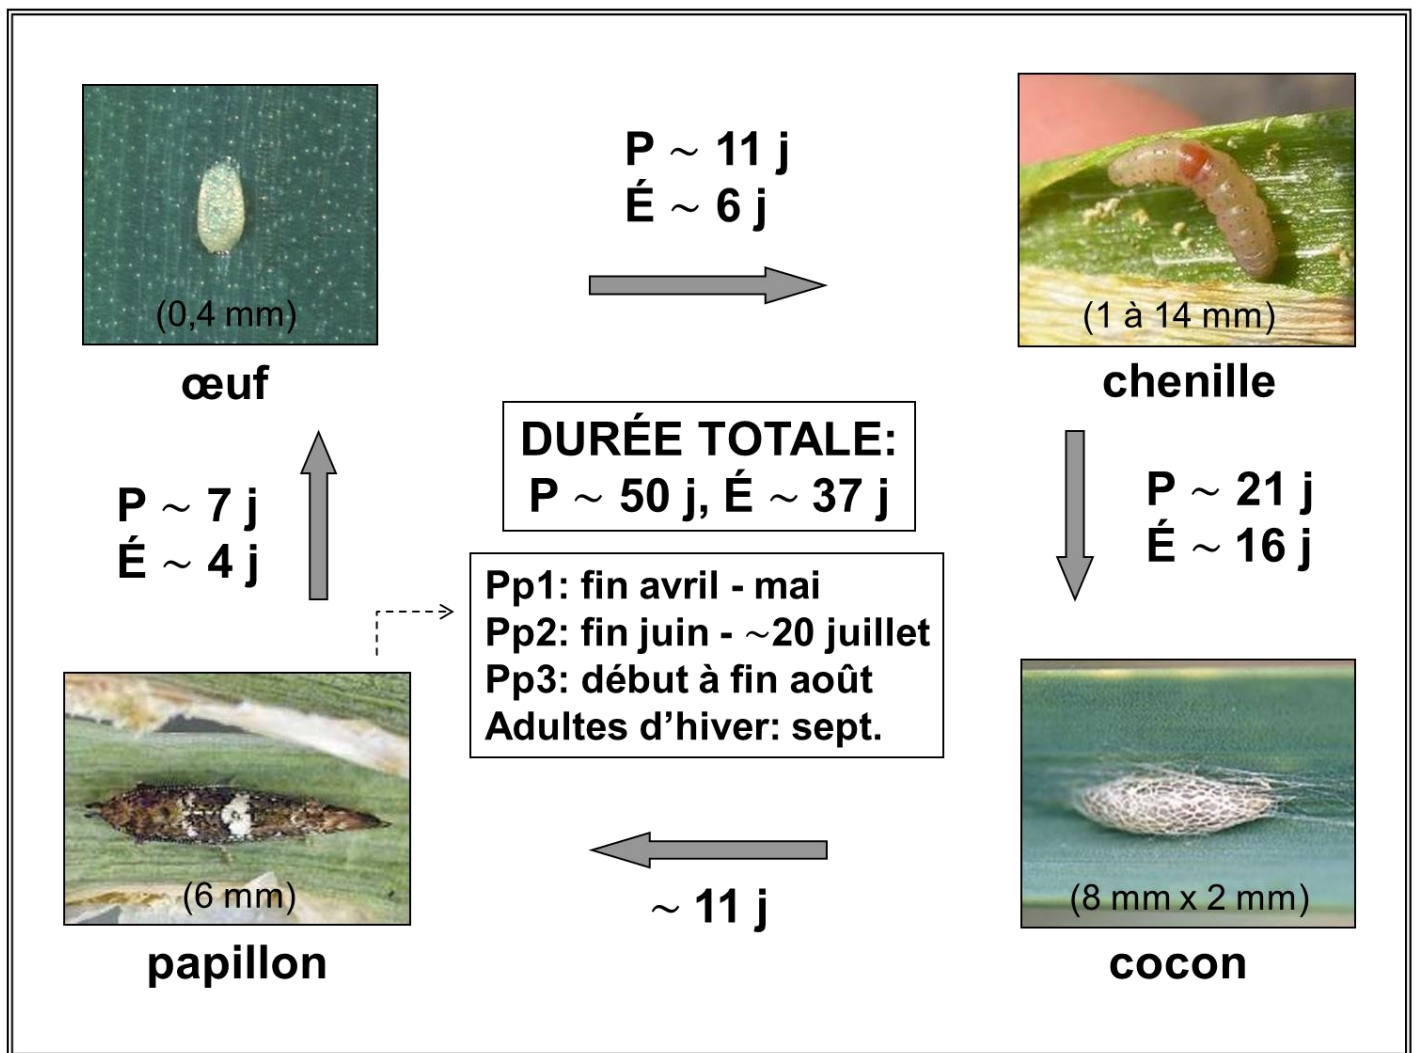 (0,4 mm)
œuf
P ~ 11 j
É ~ 6 j
(1 à 14 mm)
chenille
P ~ 7 j
É ~ 4 j
DURÉE TOTALE:
P ~ 50 j, É ~ 37 j
P ~ 21 j
É ~ 16 j
Pp1: fin avril - mai
Pp2: fin juin - ~20 juillet
Pp3: début à fin août
Adultes d’hiver: sept.
(6 mm)
papillon
~ 11 j
(8 mm x 2 mm)
cocon